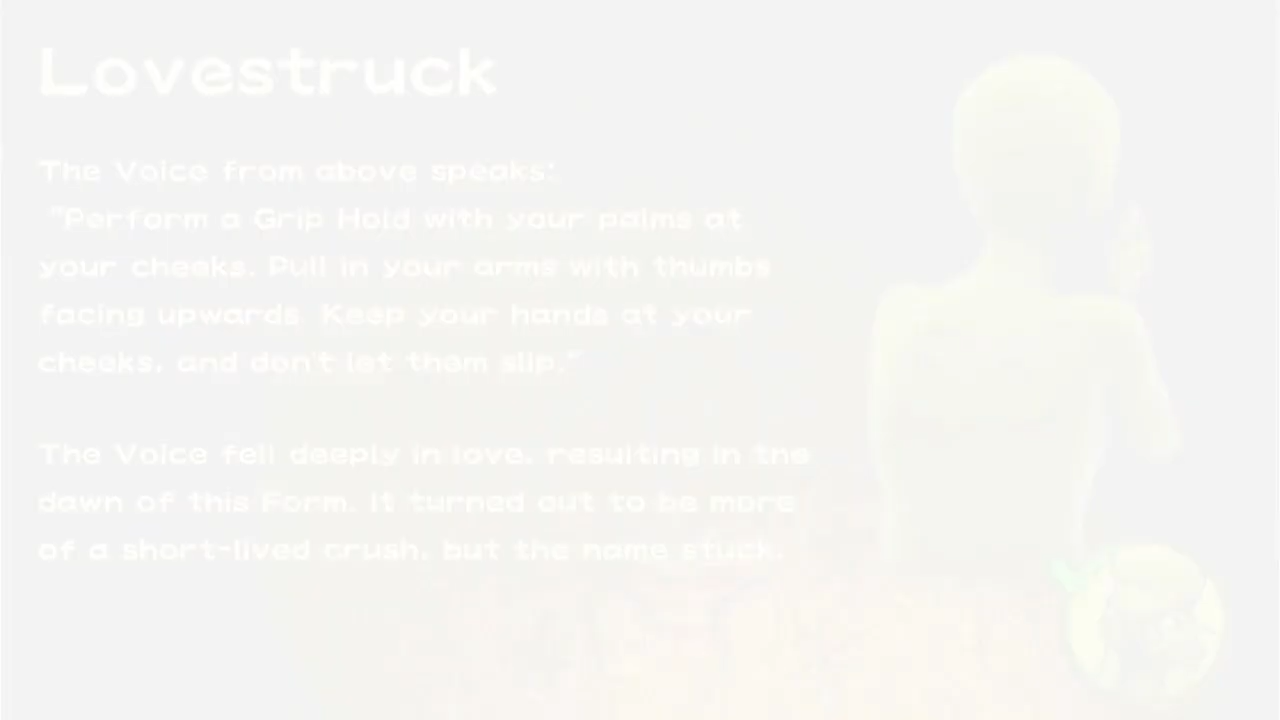 Lovestruck
The Voice from above speaks:
"Perform a Grip Hold with your palms at
your cheeks. Pull in your arms with thumbs
facing upwards. Keep your hands at your
cheeks, and don't let them slip."
The Voice fell deeply in love, resulting in the
dawn of this Form. It turned out to be more
of a short-lived crush, but the name stuck.